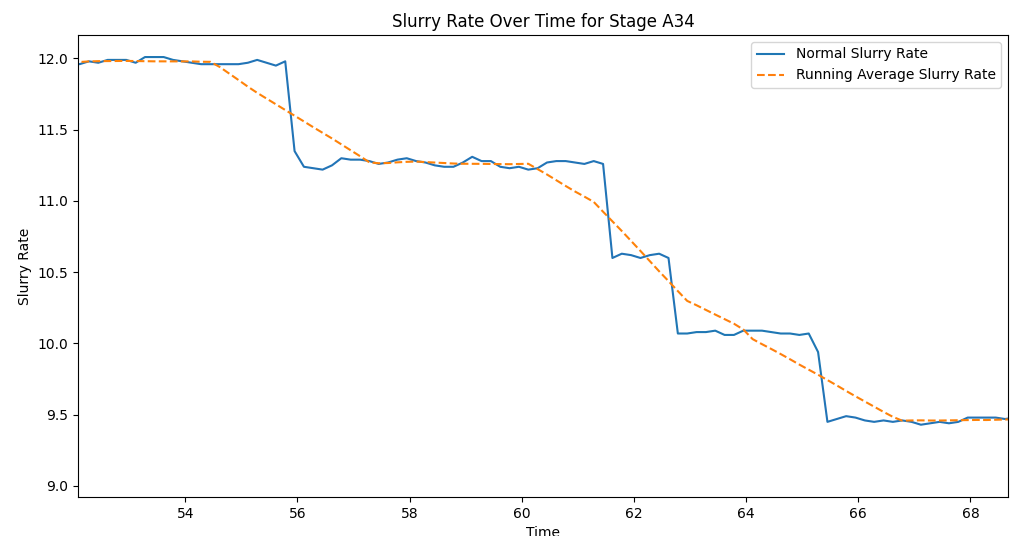 Slurry Rate Over Time for Stage A34
Normal Slurry Rate
Running Average Slurry Rate
12.0
11.5
11.0
10.5
10.0
9.5
9.0
Slurry Rate
54 56 58 60 62 64 66 68
Time